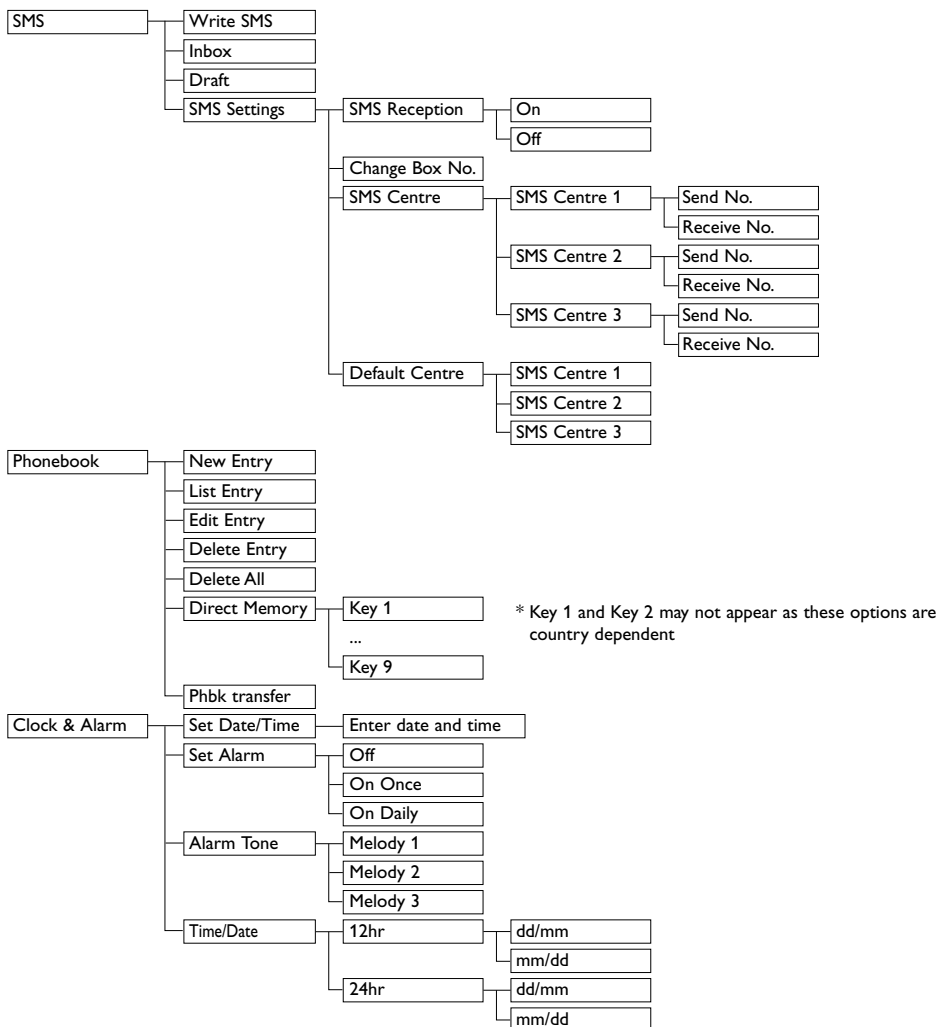 SMS
Write SMS
Inbox
Draft
SMS Settings
SMS Reception
On
Off
Change Box No.
SMS Centre
SMS Centre 1
Send No.
Receive No.
SMS Centre 2
Send No.
Receive No.
SMS Centre 3
Send No.
Receive No.
Default Centre
SMS Centre 1
SMS Centre 2
SMS Centre 3
Phonebook
New Entry
List Entry
Edit Entry
Delete Entry
Delete All
Direct Memory
Key 1
...
Key 9
* Key 1 and Key 2 may not appear as these options are
country dependent
Phbk transfer
Clock & Alarm
Set Date/Time
Enter date and time
Set Alarm
Off
On Once
On Daily
Alarm Tone
Melody 1
Melody 2
Melody 3
Time/Date
12hr
dd/mm
mm/dd
24hr
dd/mm
mm/dd